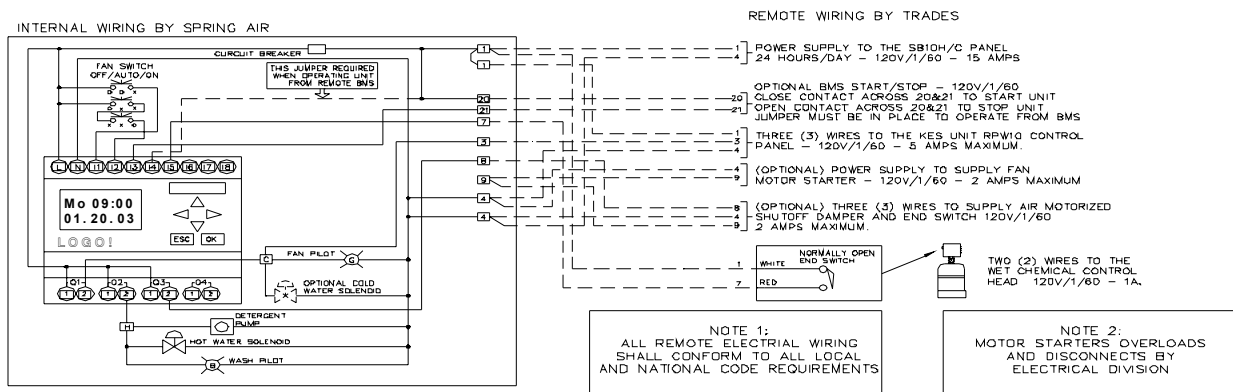 INTERNAL WIRING BY SPRING AIR
REMOTE WIRING BY TRADES
CURCUIT BREAKER
FAN SWITCH
OFF/AUTO/ON
THIS JUMPER REQUIRED
WHEN OPERATING UNIT
FROM REMOTE BMS
L N I1 I2 I3 I4 I5 I6 I7 I8
Mo 09:00
01.20.03
LOGO!
ESC OK
Q1 Q2 Q3 Q4
1 2 1 2 1 2 1 2
C
FAN PILOT
G
OPTIONAL COLD
WATER SOLENOID
DETERGENT
PUMP
H
HOT WATER SOLENOID
WASH PILOT
B
1
1
20
21
7
3
8
9
4
4
1
4
POWER SUPPLY TO THE SB10H/C PANEL
24 HOURS/DAY - 120V/1/60 - 15 AMPS
OPTIONAL BMS START/STOP - 120V/1/60
20 CLOSE CONTACT ACROSS 20&21 TO START UNIT
21 OPEN CONTACT ACROSS 20&21 TO STOP UNIT
JUMPER MUST BE IN PLACE TO OPERATE FROM BMS
1
3
4
THREE (3) WIRES TO THE KES UNIT RPW10 CONTROL
PANEL - 120V/1/60 - 5 AMPS MAXIMUM.
4
9
(OPTIONAL) POWER SUPPLY TO SUPPLY FAN
MOTOR STARTER - 120V/1/60 - 2 AMPS MAXIMUM
8
4
9
(OPTIONAL) THREE (3) WIRES TO SUPPLY AIR MOTORIZED
SHUTOFF DAMPER AND END SWITCH 120V/1/60
2 AMPS MAXIMUM.
NORMALLY OPEN
END SWITCH
1 WHITE
7 RED
TWO (2) WIRES TO THE
WET CHEMICAL CONTROL
HEAD 120V/1/60 - 1A.
NOTE 1:
ALL REMOTE ELECTRIAL WIRING
SHALL CONFORM TO ALL LOCAL
AND NATIONAL CODE REQUIREMENTS
NOTE 2:
MOTOR STARTERS OVERLOADS
AND DISCONNECTS BY
ELECTRICAL DIVISION